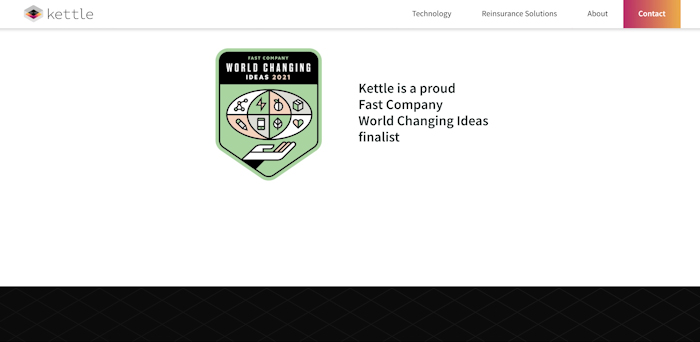 kettle
Technology
Reinsurance Solutions
About
Contact
FAST COMPANY
WORLD CHANGING
IDEAS 2021
Kettle is a proud
Fast Company
World Changing Ideas
finalist